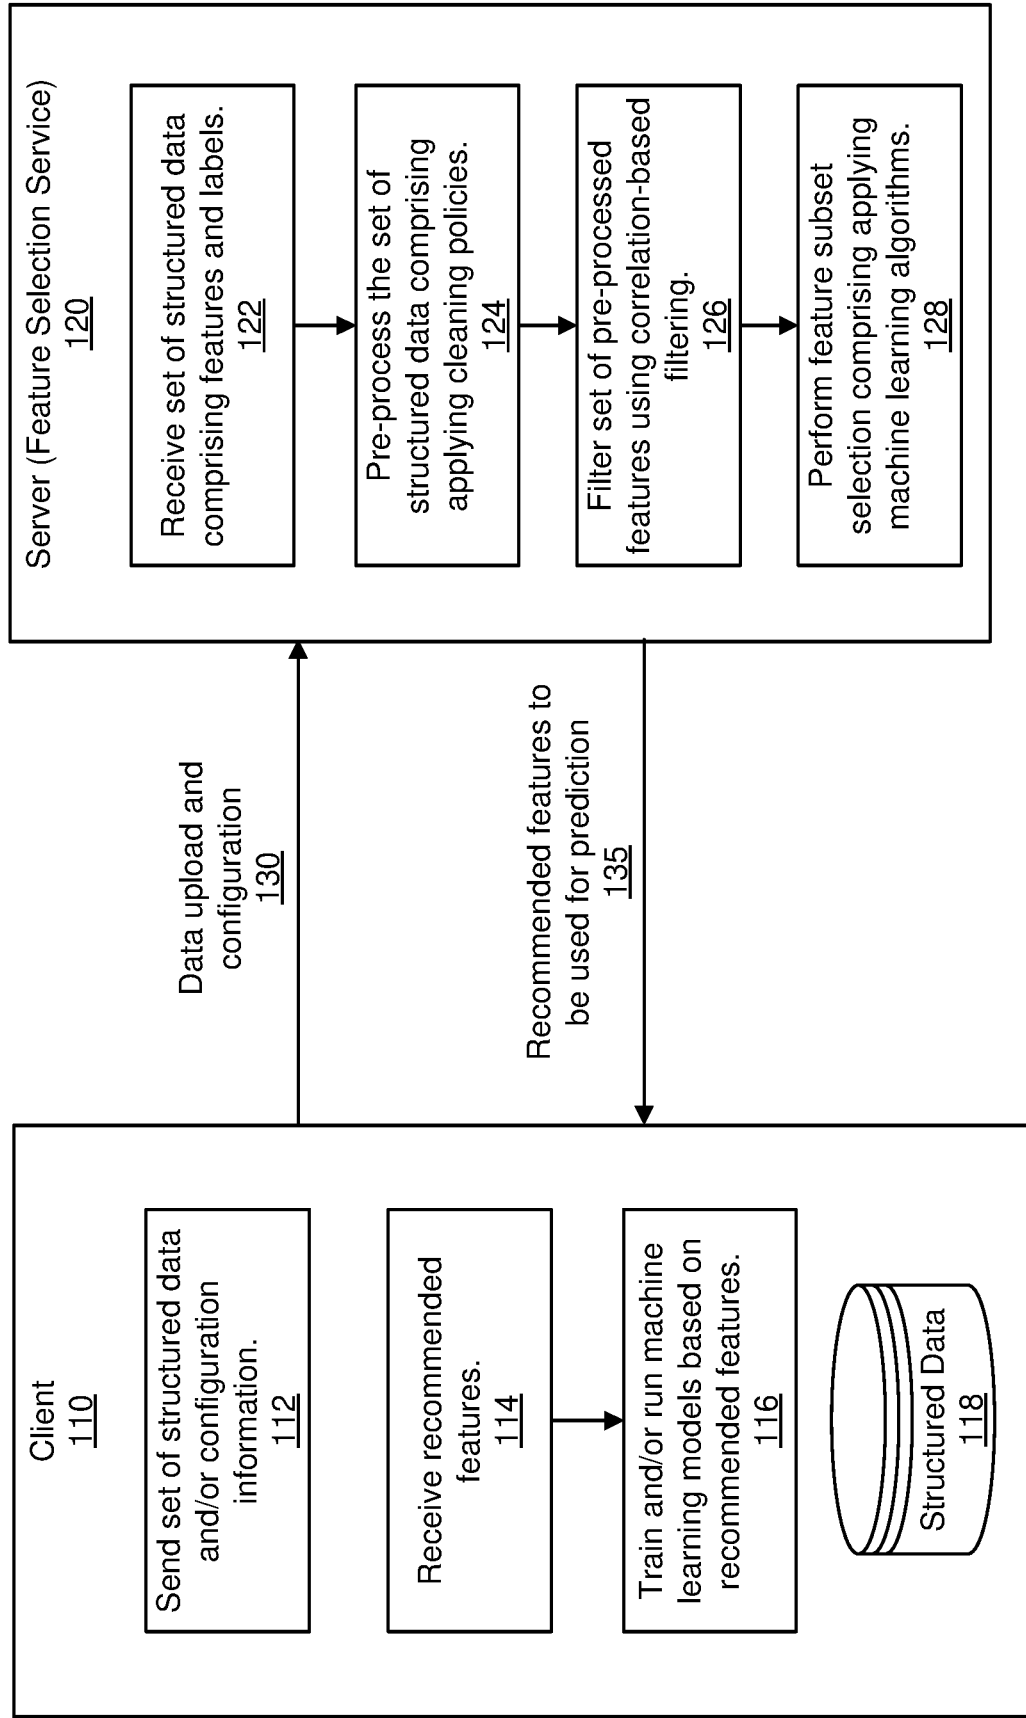 Client
110
Send set of structured data
and/or configuration
information.
112
Receive recommended
features.
114
Train and/or run machine
learning models based on
recommended features.
116
Structured Data
118
Data upload and
configuration
130
Recommended features to
be used for prediction
135
Server (Feature Selection Service)
120
Receive set of structured data
comprising features and labels.
122
Pre-process the set of
structured data comprising
applying cleaning policies.
124
Filter set of pre-processed
features using correlation-based
filtering.
126
Perform feature subset
selection comprising applying
machine learning algorithms.
128